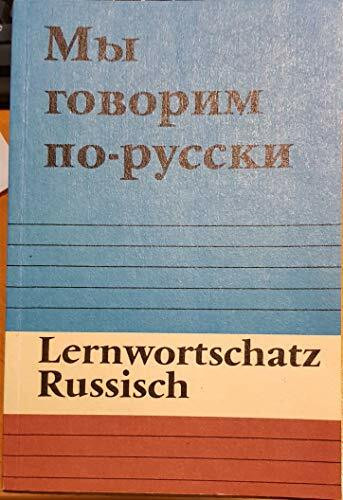 Мы
говорим
по-русски
Lernwortschatz
Russisch